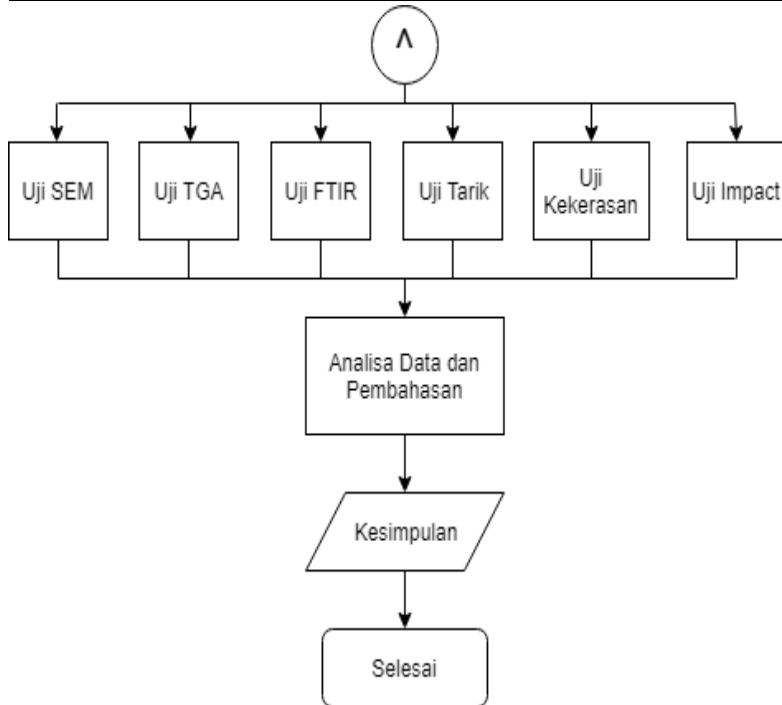 A
Uji SEM
Uji TGA
Uji FTIR
Uji Tarik
Uji
Kekerasan
Uji Impact
Analisa Data dan
Pembahasan
Kesimpulan
Selesai